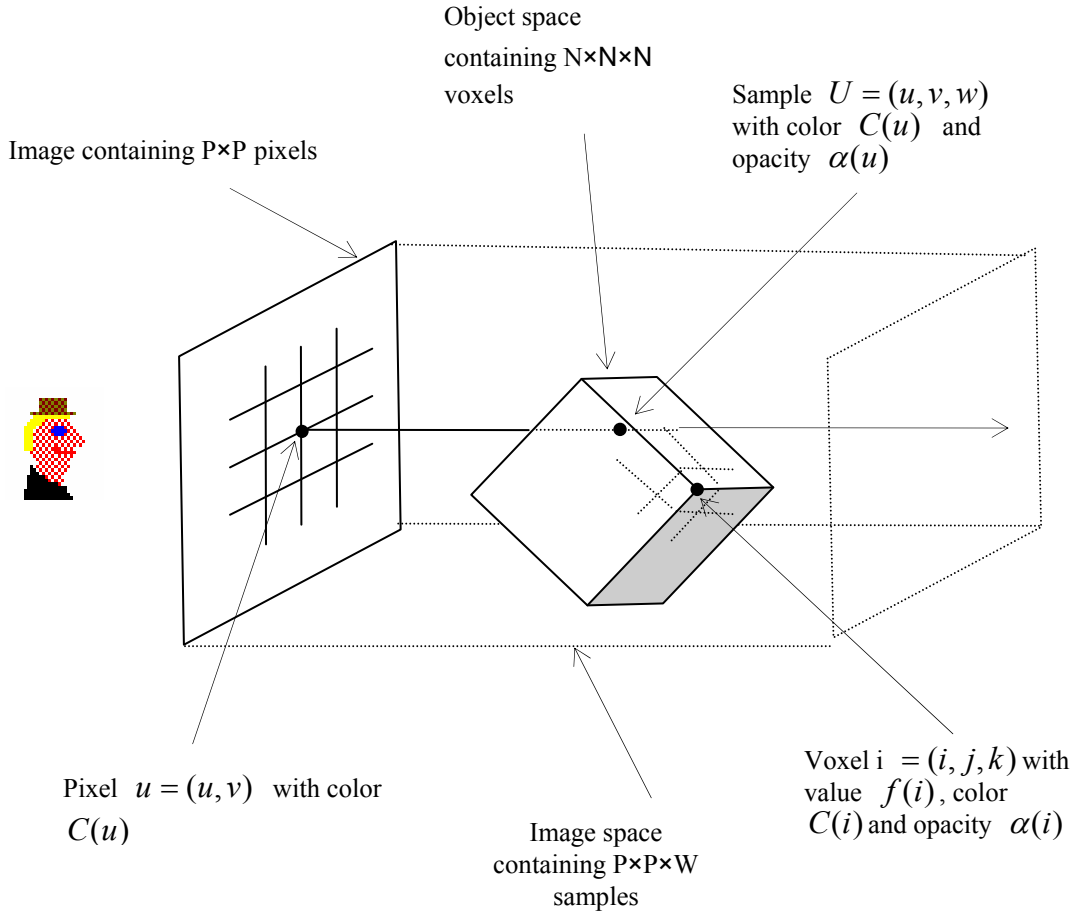 Object space
containing N×N×N
voxels
Sample U = (u, v, w)
with color C(u) and
opacity α(u)
Image containing P×P pixels
Pixel u = (u, v) with color
C(u)
Voxel i = (i, j, k) with
value f(i), color
C(i) and opacity α(i)
Image space
containing P×P×W
samples